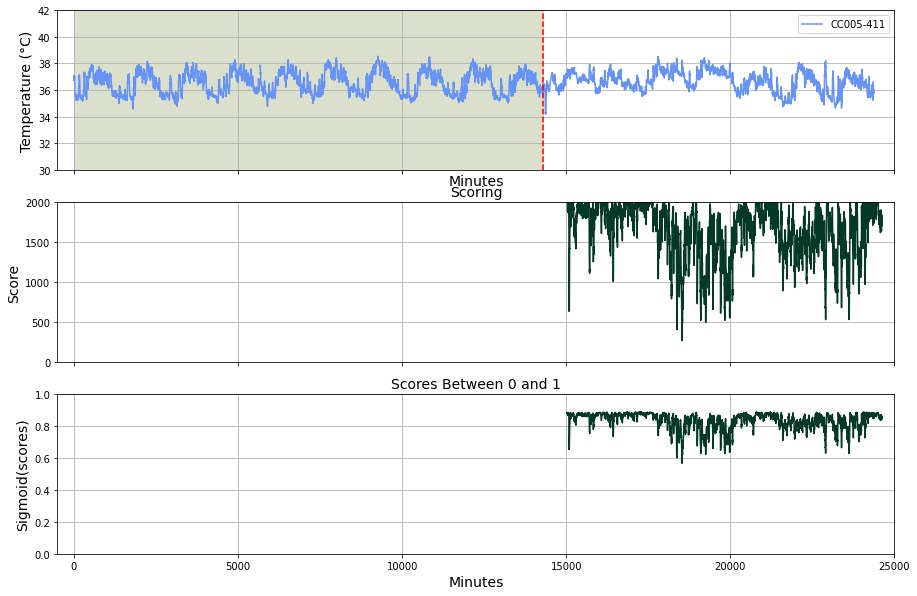 42
40
38
36
34
32
30
Temperature (°C)
CC005-411
Minutes
Scoring
2000
1500
1000
500
0
Score
Scores Between 0 and 1
1.0
0.8
0.6
0.4
0.2
0.0
Sigmoid(scores)
0 5000 10000 15000 20000 25000
Minutes